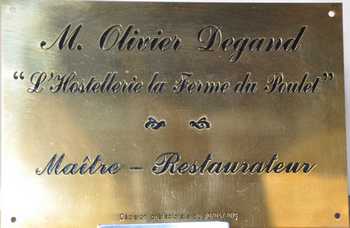 M. Olivier Degand
“L'Hostellerie la Ferme du Poulet”
Maître – Restaurateur